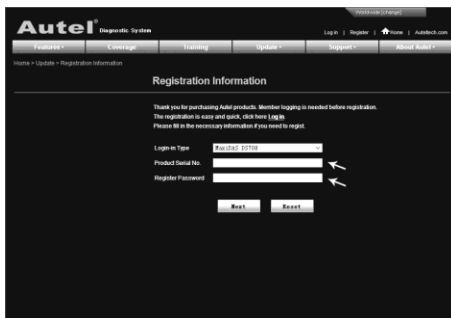 Worldwide [change]
Autel® Diagnostic System
Log in | Register | Home | Auteltech.com
Features Coverage Training Update Support About Autel
Home > Update > Registration Information
Registration Information
Thank you for purchasing Autel products. Member logging is needed before registration.
The registration is easy and quick, click here Log in.
Please fill in the necessary information if you need to regist.
Login-in Type MaxiDAS DS708
Product Serial No.
Register Password
Next Reset